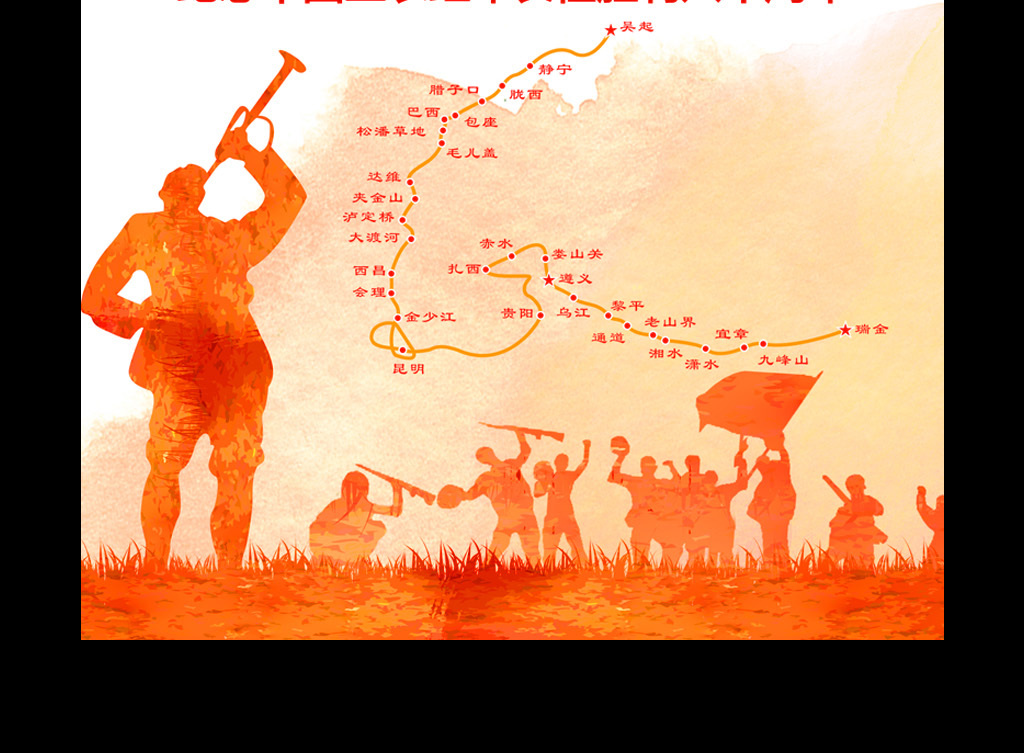 吴起
静宁
腊子口
陇西
巴西
包座
松潘草地
毛儿盖
达维
夹金山
泸定桥
大渡河
赤水
娄山关
西昌
扎西
遵义
会理
金少江
贵阳
乌江
黎平
通道
老山界
宜章
瑞金
湘水
潇水
九峰山
昆明